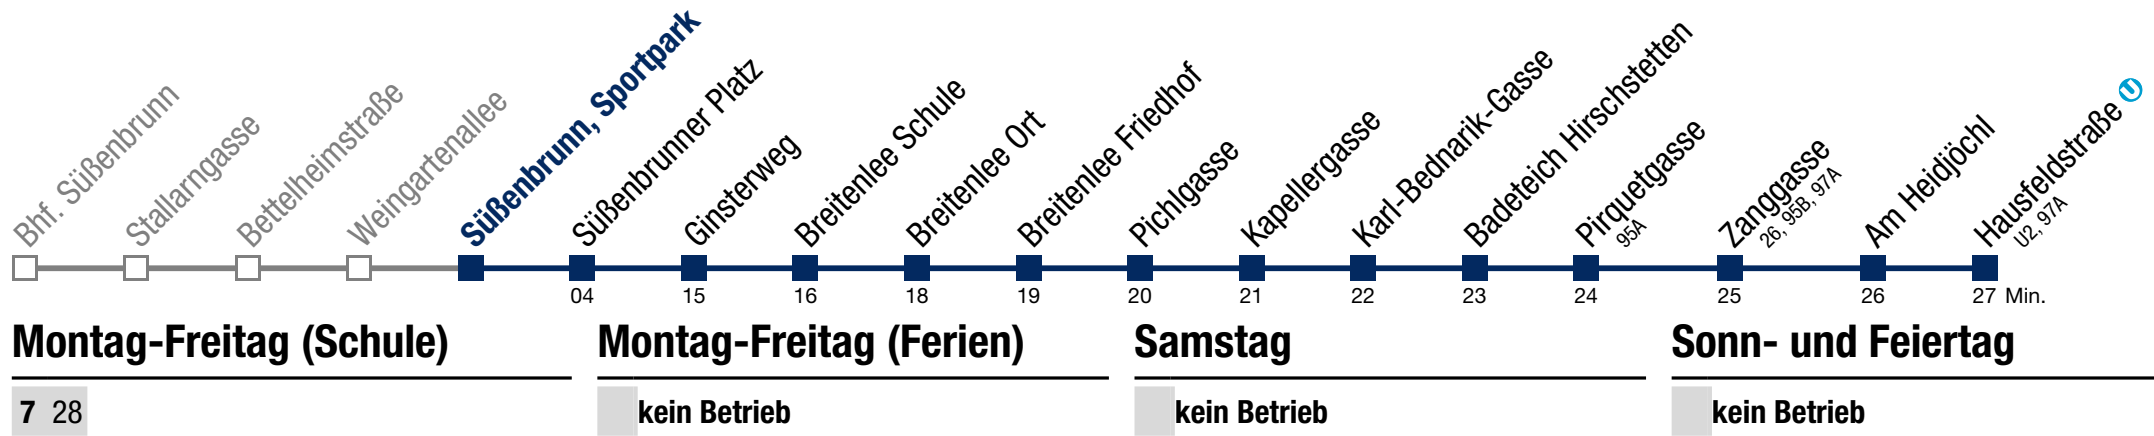 Bhf. Süßenbrunn
Stallarngasse
Bettelheimstraße
Weingartenallee
Süßenbrunn, Sportpark
Süßenbrunner Platz
Ginsterweg
Breitenlee Schule
Breitenlee Ort
Breitenlee Friedhof
Pichlgasse
Kapellergasse
Karl-Bednarik-Gasse
Badeteich Hirschstetten
Pirquetgasse
95A
Zanggasse
26, 95B, 97A
Am Heidjöchl
Hausfeldstraße
U2, 97A
04 15 16 18 19 20 21 22 23 24 25 26 27 Min.
Montag-Freitag (Schule)
7 28
Montag-Freitag (Ferien)
kein Betrieb
Samstag
kein Betrieb
Sonn- und Feiertag
kein Betrieb